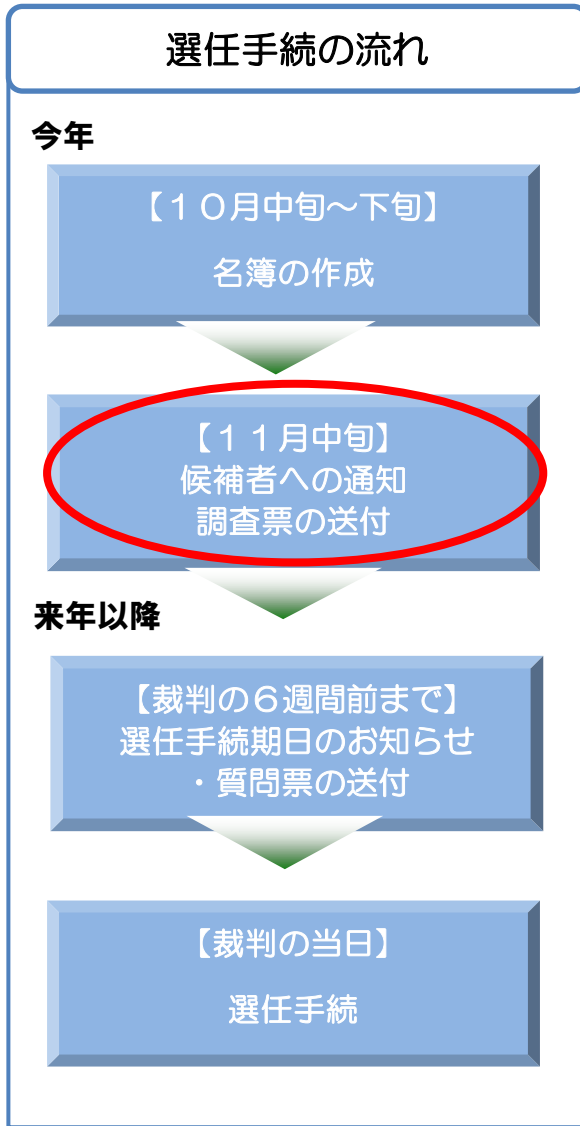 選任手続の流れ
今年
【１０月中旬～下旬】
名簿の作成
【１１月中旬】
候補者への通知
調査票の送付
来年以降
【裁判の６週間前まで】
選任手続期日のお知らせ
・質問票の送付
【裁判の当日】
選任手続